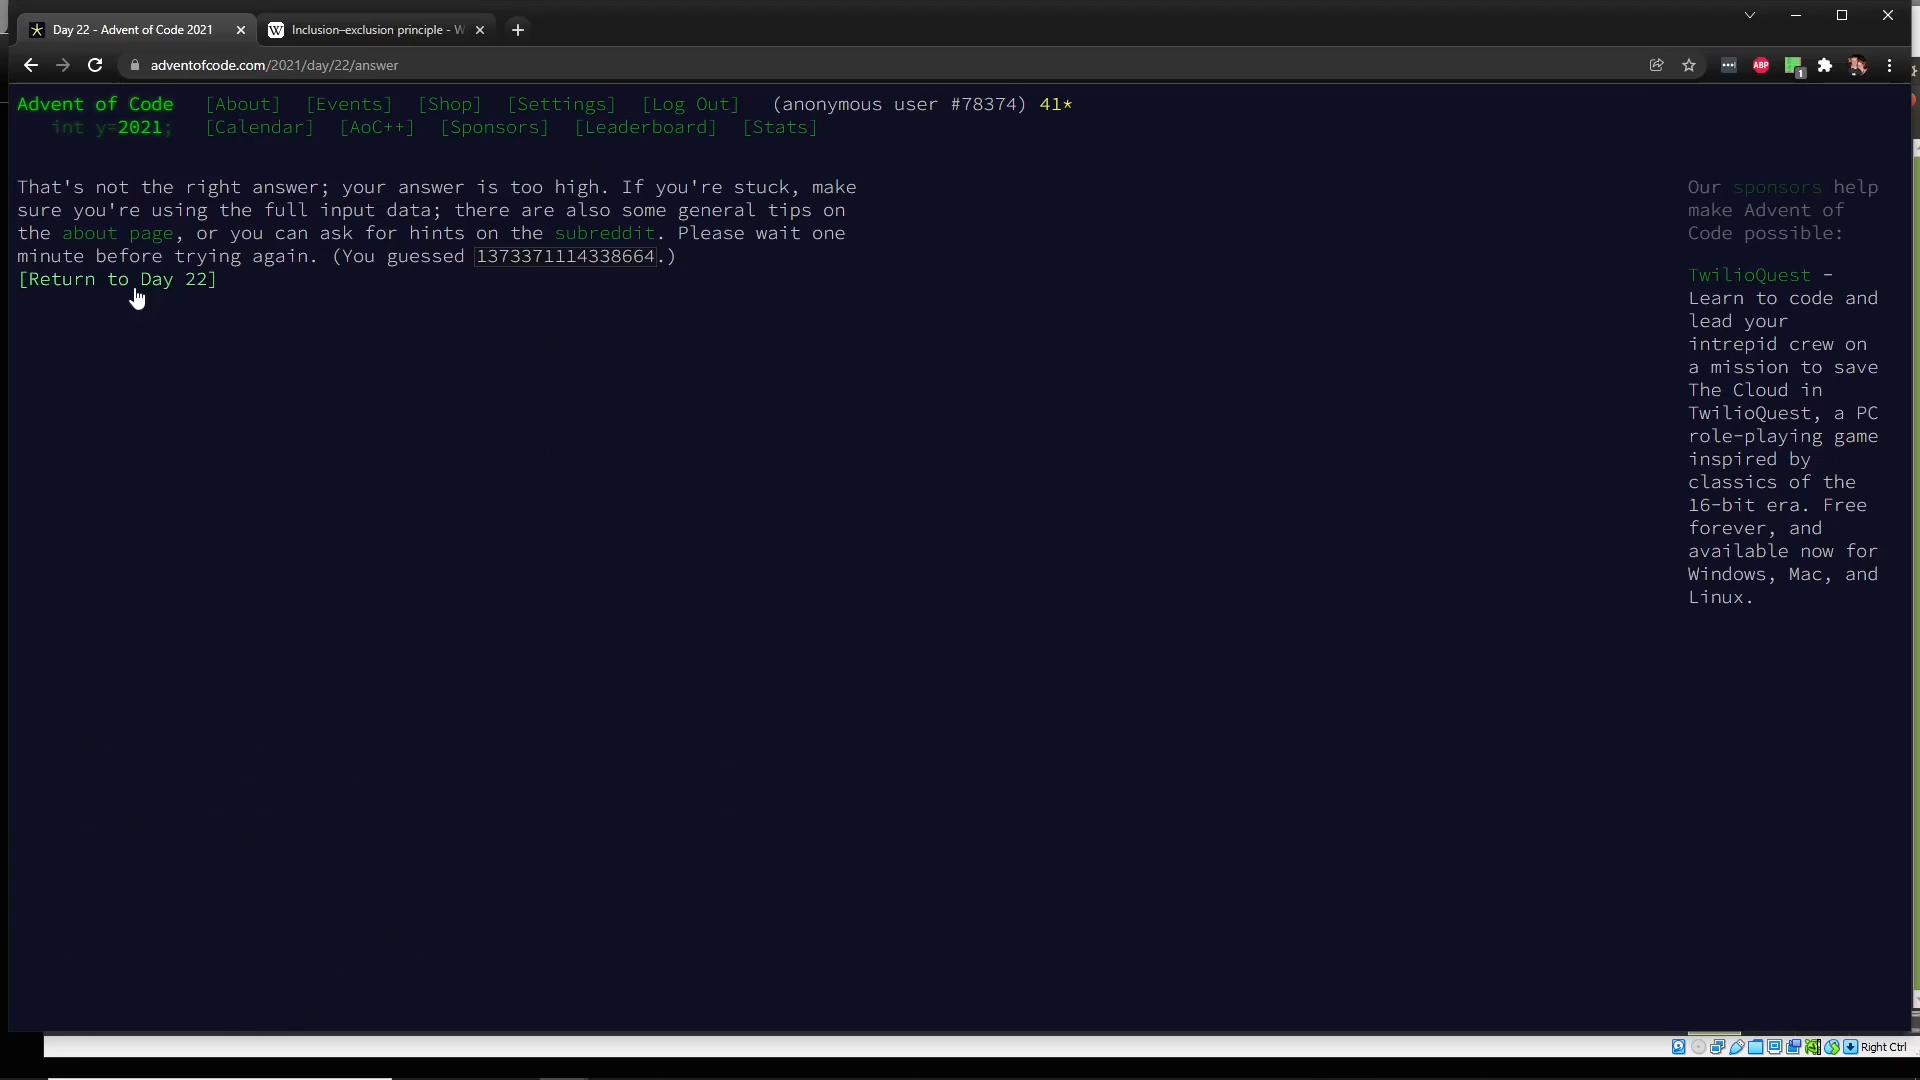 Day 22 - Advent of Code 2021
Inclusion–exclusion principle - W
adventofcode.com/2021/day/22/answer
ABP
1
Advent of Code [About] [Events] [Shop] [Settings] [Log Out] (anonymous user #78374) 41*
int y=2021; [Calendar] [AoC++] [Sponsors] [Leaderboard] [Stats]
That's not the right answer; your answer is too high. If you're stuck, make
sure you're using the full input data; there are also some general tips on
the about page, or you can ask for hints on the subreddit. Please wait one
minute before trying again. (You guessed 1373371114338664.)
[Return to Day 22]
Our sponsors help
make Advent of
Code possible:
TwilioQuest -
Learn to code and
lead your
intrepid crew on
a mission to save
The Cloud in
TwilioQuest, a PC
role-playing game
inspired by
classics of the
16-bit era. Free
forever, and
available now for
Windows, Mac, and
Linux.
Right Ctrl